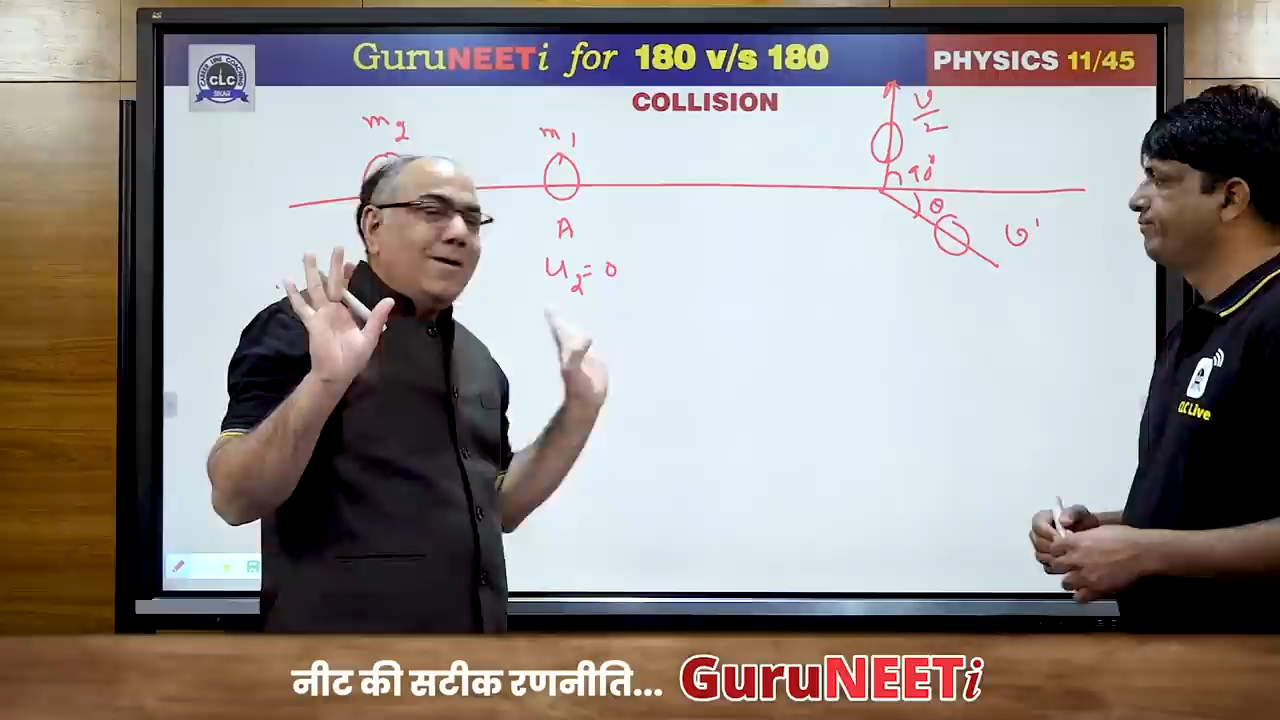 GuruNEETi for 180 v/s 180
PHYSICS 11/45
CLC
SIKAR
COLLISION
m2
m1
A
u2=0
v/2
90°
θ
v'
CLC Live
नीट की सटीक रणनीति... GuruNEETi